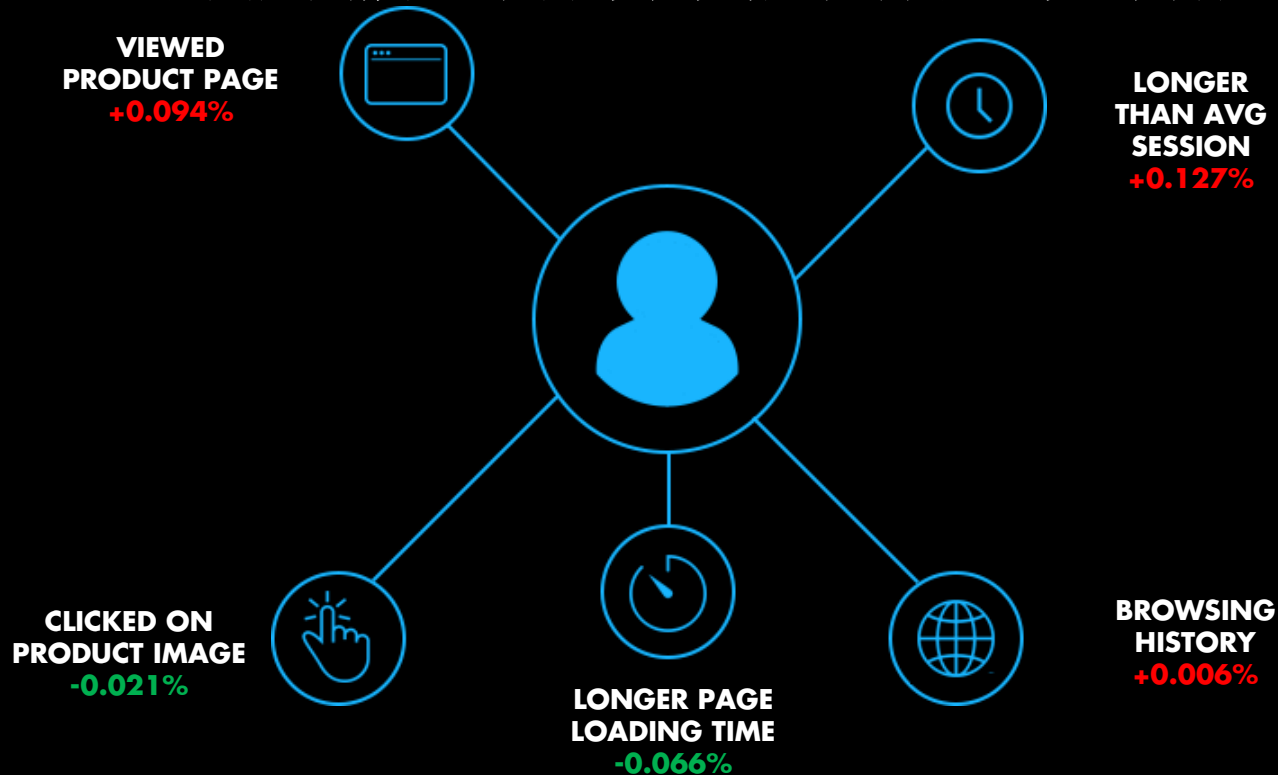 VIEWED
PRODUCT PAGE
+0.094%
LONGER
THAN AVG
SESSION
+0.127%
CLICKED ON
PRODUCT IMAGE
-0.021%
LONGER PAGE
LOADING TIME
-0.066%
BROWSING
HISTORY
+0.006%